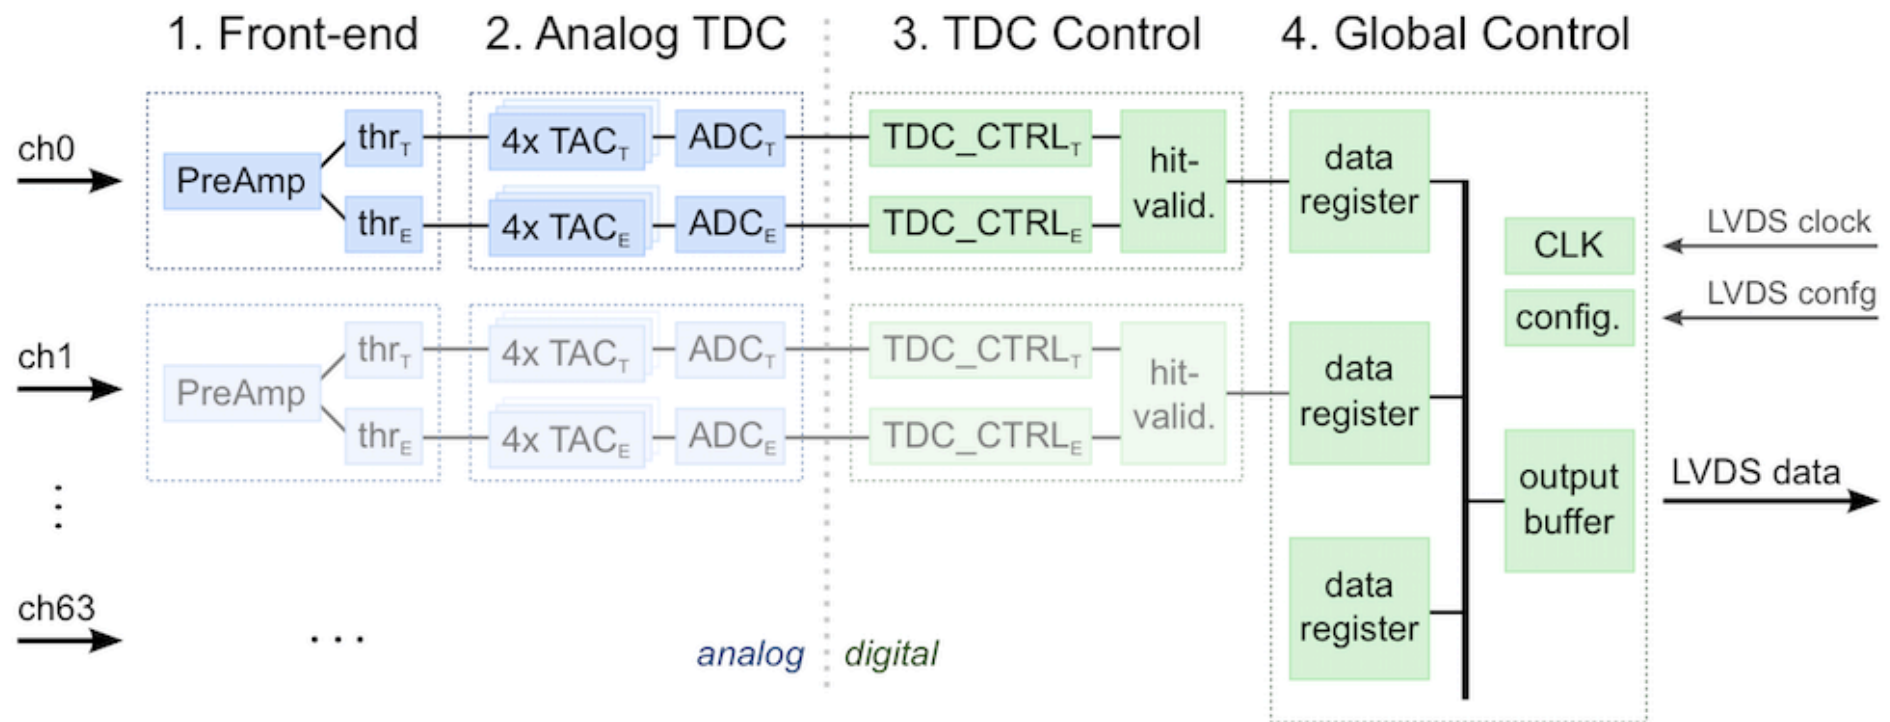 1. Front-end
2. Analog TDC
3. TDC Control
4. Global Control
ch0
PreAmp
thrT
thrE
4x TACT
4x TACE
ADCT
ADCE
TDC_CTRLT
TDC_CTRLE
hit-
valid.
data
register
CLK
LVDS clock
config.
LVDS confg
ch1
PreAmp
thrT
thrE
4x TACT
4x TACE
ADCT
ADCE
TDC_CTRLT
TDC_CTRLE
hit-
valid.
data
register
output
buffer
LVDS data
ch63
data
register
analog
digital